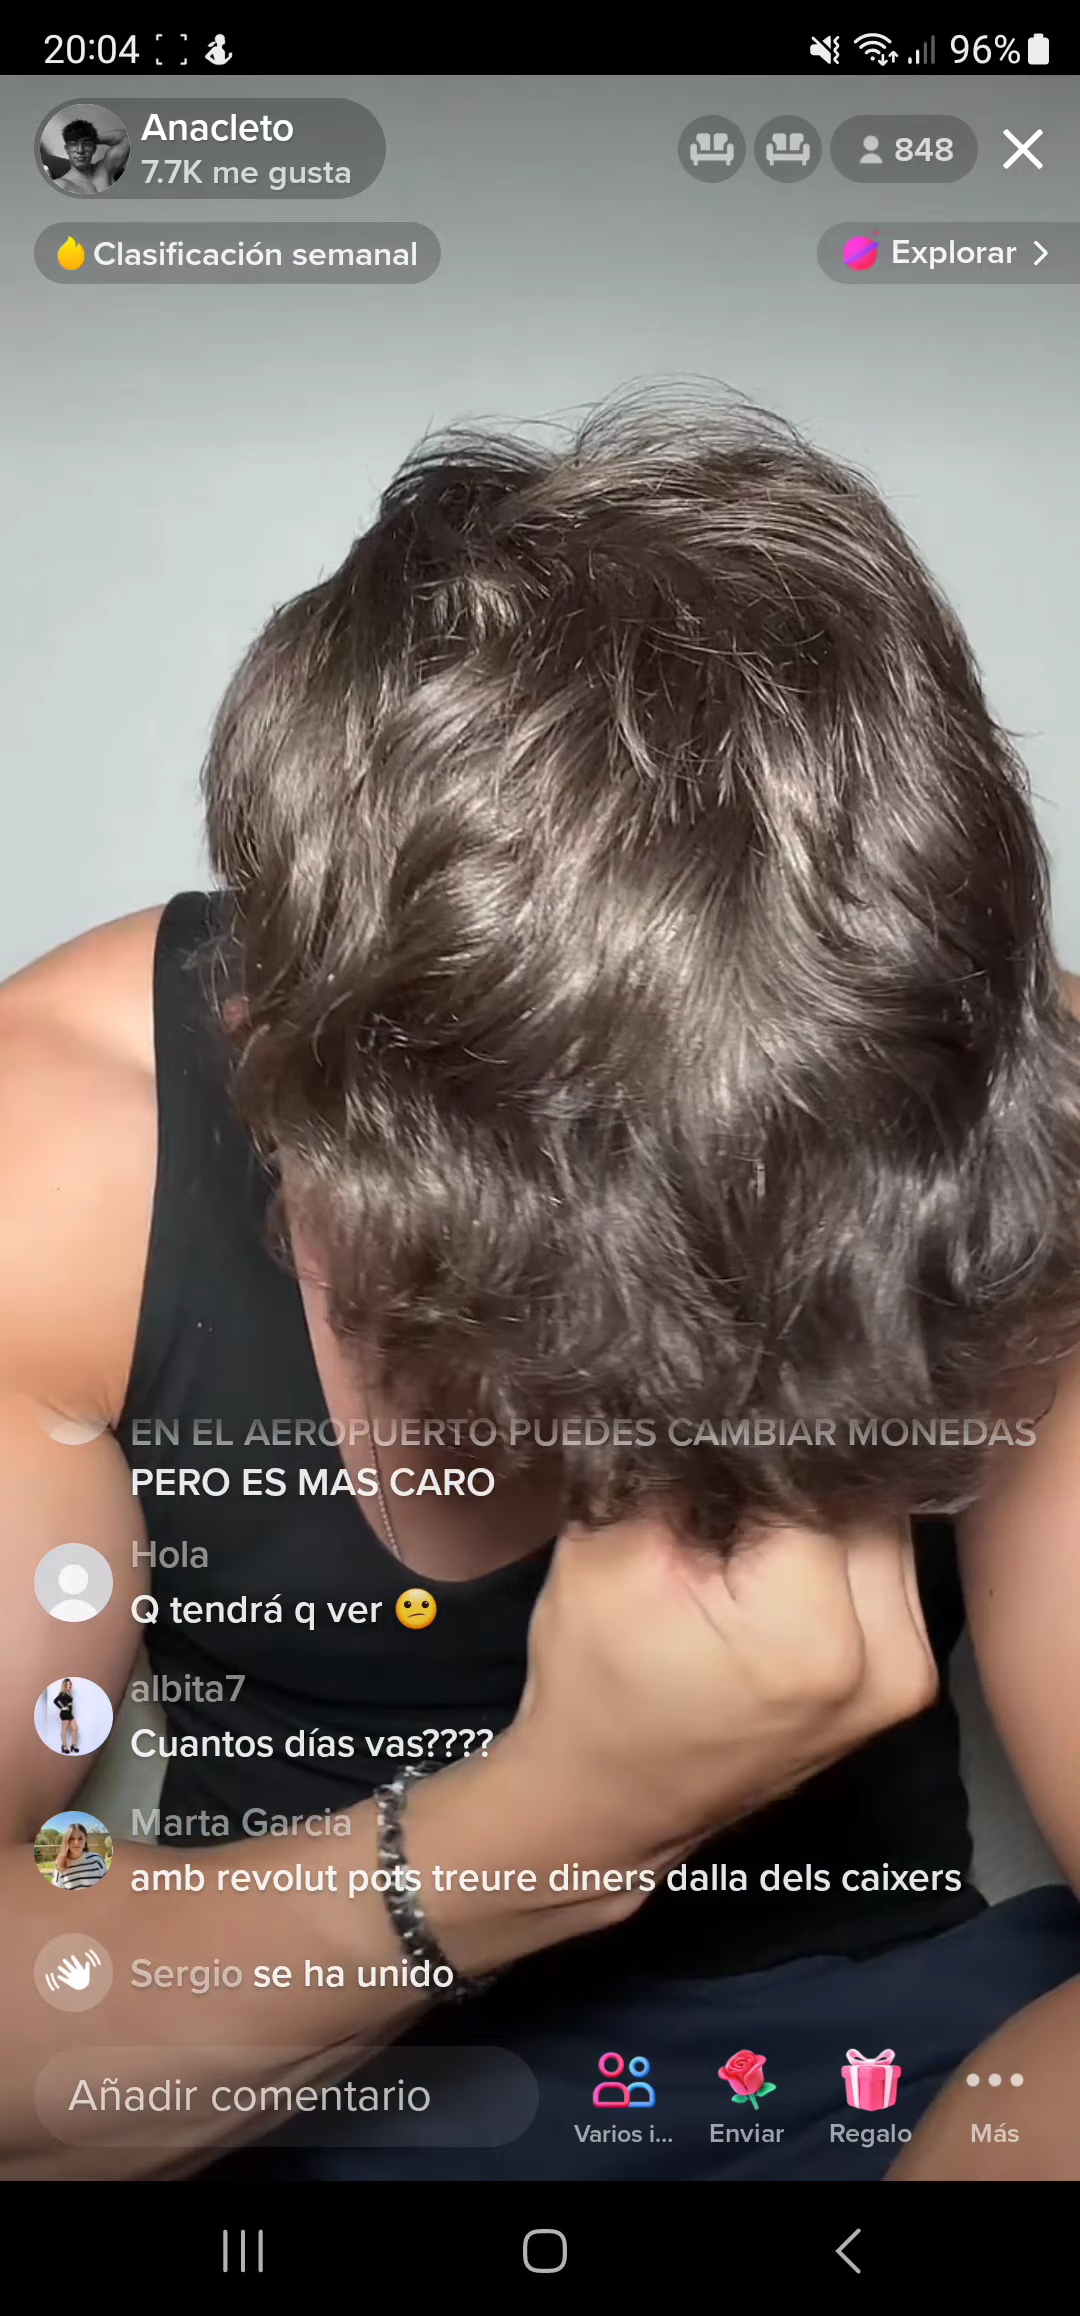 20:04 96%
Anacleto
7.7K me gusta
848
Clasificación semanal
Explorar
EN EL AEROPUERTO PUEDES CAMBIAR MONEDAS
PERO ES MAS CARO
Hola
Q tendrá q ver 😕
albita7
Cuantos días vas????
Marta Garcia
amb revolut pots treure diners dalla dels caixers
Sergio se ha unido
Añadir comentario
Varios i...
Enviar
Regalo
Más